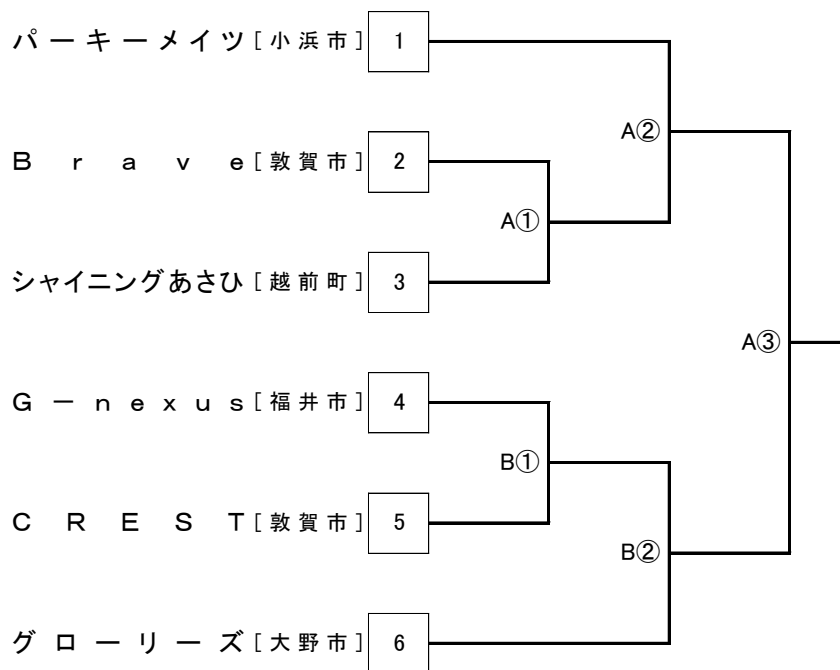 パーキーメイツ[小浜市] 1
A②
Brave[敦賀市] 2
A①
シャイニングあさひ[越前町] 3
A③
G－nexus[福井市] 4
B①
CREST[敦賀市] 5
B②
グローリーズ[大野市] 6